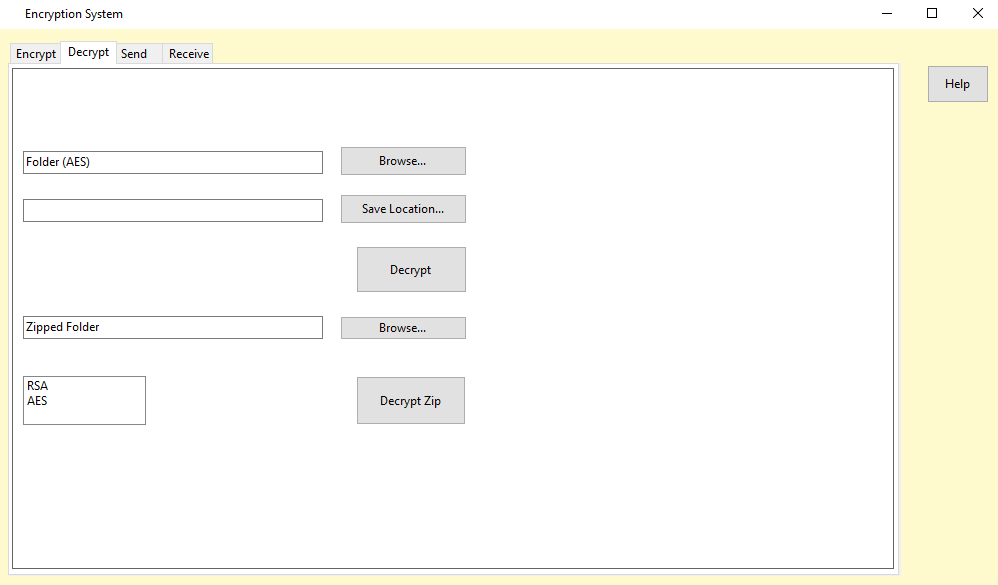 Encryption System
Encrypt Decrypt Send Receive
Help
Folder (AES) Browse...
Save Location...
Decrypt
Zipped Folder Browse...
RSA
AES
Decrypt Zip